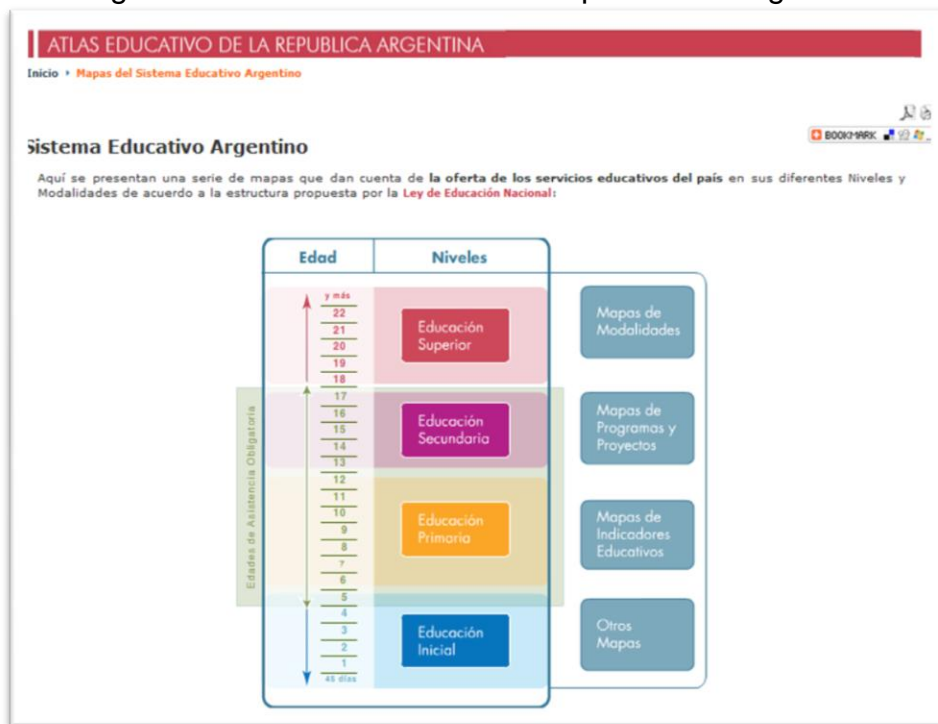 ATLAS EDUCATIVO DE LA REPUBLICA ARGENTINA
Inicio Mapas del Sistema Educativo Argentino
BOOKMARK
Sistema Educativo Argentino
Aquí se presentan una serie de mapas que dan cuenta de la oferta de los servicios educativos del país en sus diferentes Niveles y
Modalidades de acuerdo a la estructura propuesta por la Ley de Educación Nacional:
Edad
Niveles
y más
22
21
20
19
18
17
16
15
14
13
12
11
10
9
8
7
6
5
4
3
2
1
45 días
Edades de Asistencia Obligatoria
Educación
Superior
Educación
Secundaria
Educación
Primaria
Educación
Inicial
Mapas de
Modalidades
Mapas de
Programas y
Proyectos
Mapas de
Indicadores
Educativos
Otros
Mapas